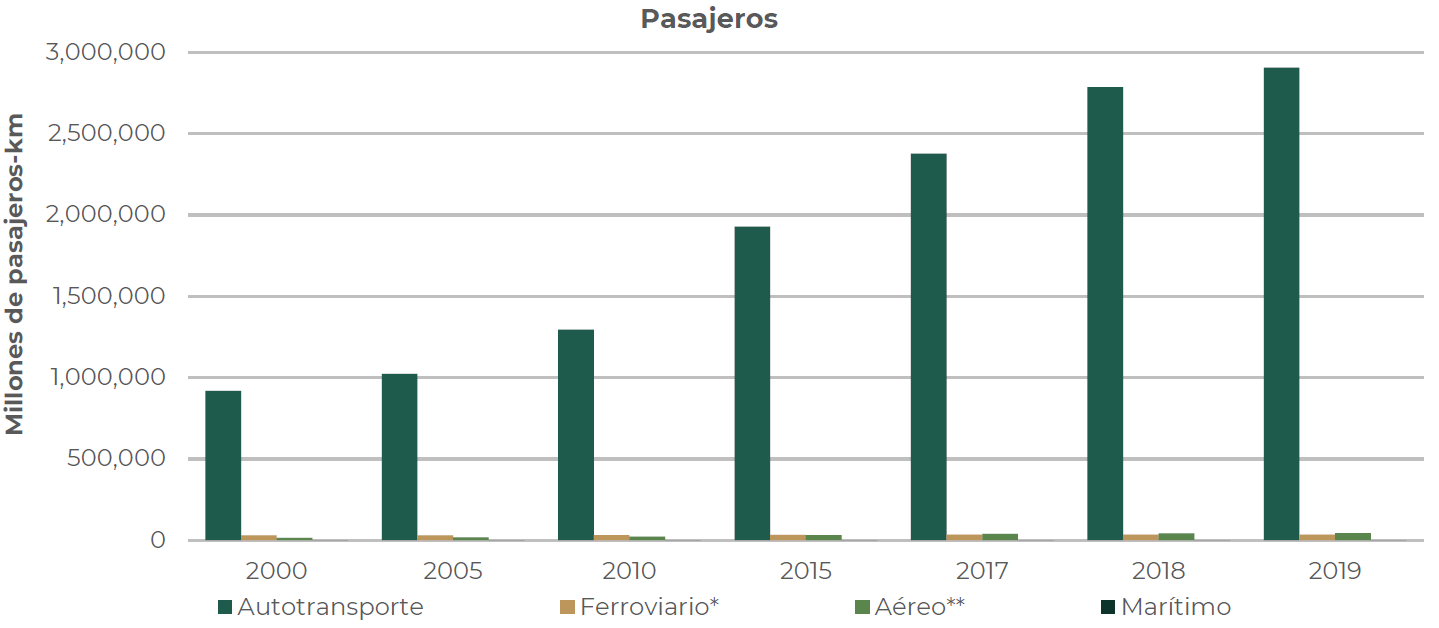 Pasajeros
Millones de pasajeros-km
3,000,000
2,500,000
2,000,000
1,500,000
1,000,000
500,000
0
2000 2005 2010 2015 2017 2018 2019
Autotransporte Ferroviario* Aéreo** Marítimo